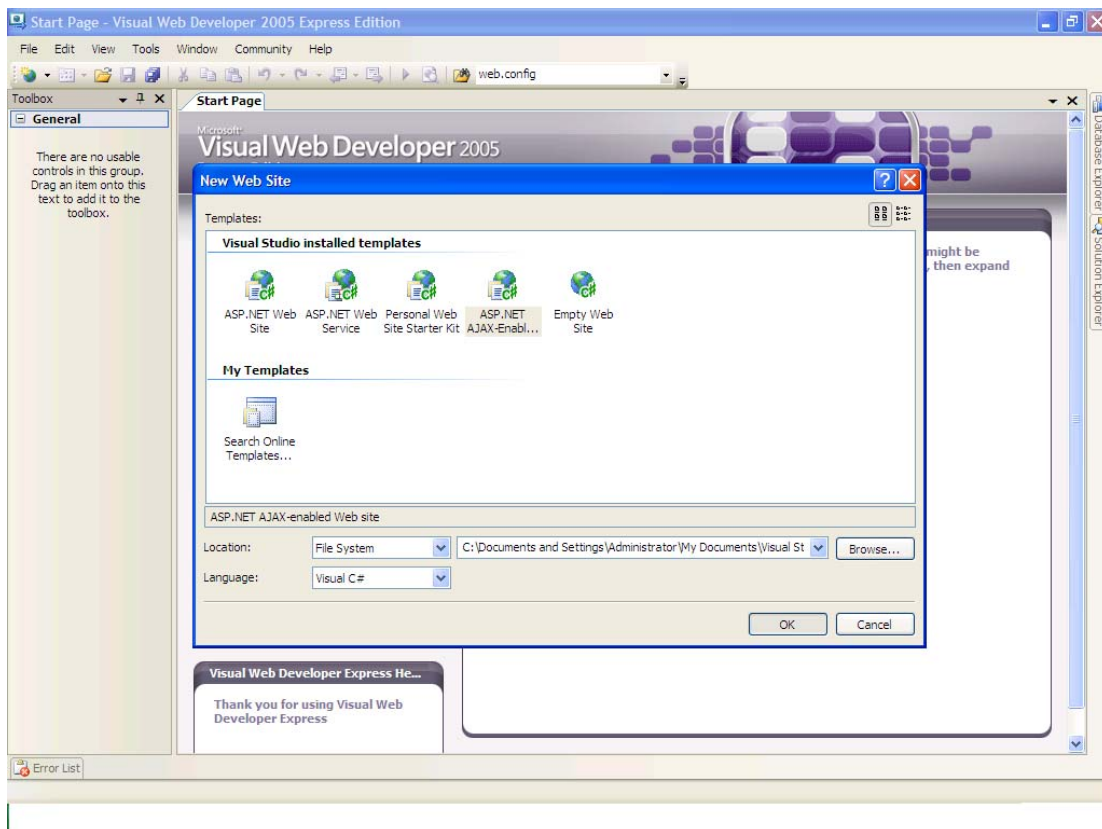 Start Page - Visual Web Developer 2005 Express Edition
File Edit View Tools Window Community Help
web.config
Toolbox
Start Page
General
There are no usable
controls in this group.
Drag an item onto this
text to add it to the
toolbox.
Microsoft
Visual Web Developer 2005
New Web Site
Templates:
Visual Studio installed templates
ASP.NET Web
Site
ASP.NET Web
Service
Personal Web
Site Starter Kit
ASP.NET
AJAX-Enabl...
Empty Web
Site
My Templates
Search Online
Templates...
ASP.NET AJAX-enabled Web site
Location:
File System
C:\Documents and Settings\Administrator\My Documents\Visual St
Browse...
Language:
Visual C#
OK
Cancel
might be
, then expand
Database Explorer
Solution Explorer
Visual Web Developer Express He...
Thank you for using Visual Web
Developer Express
Error List